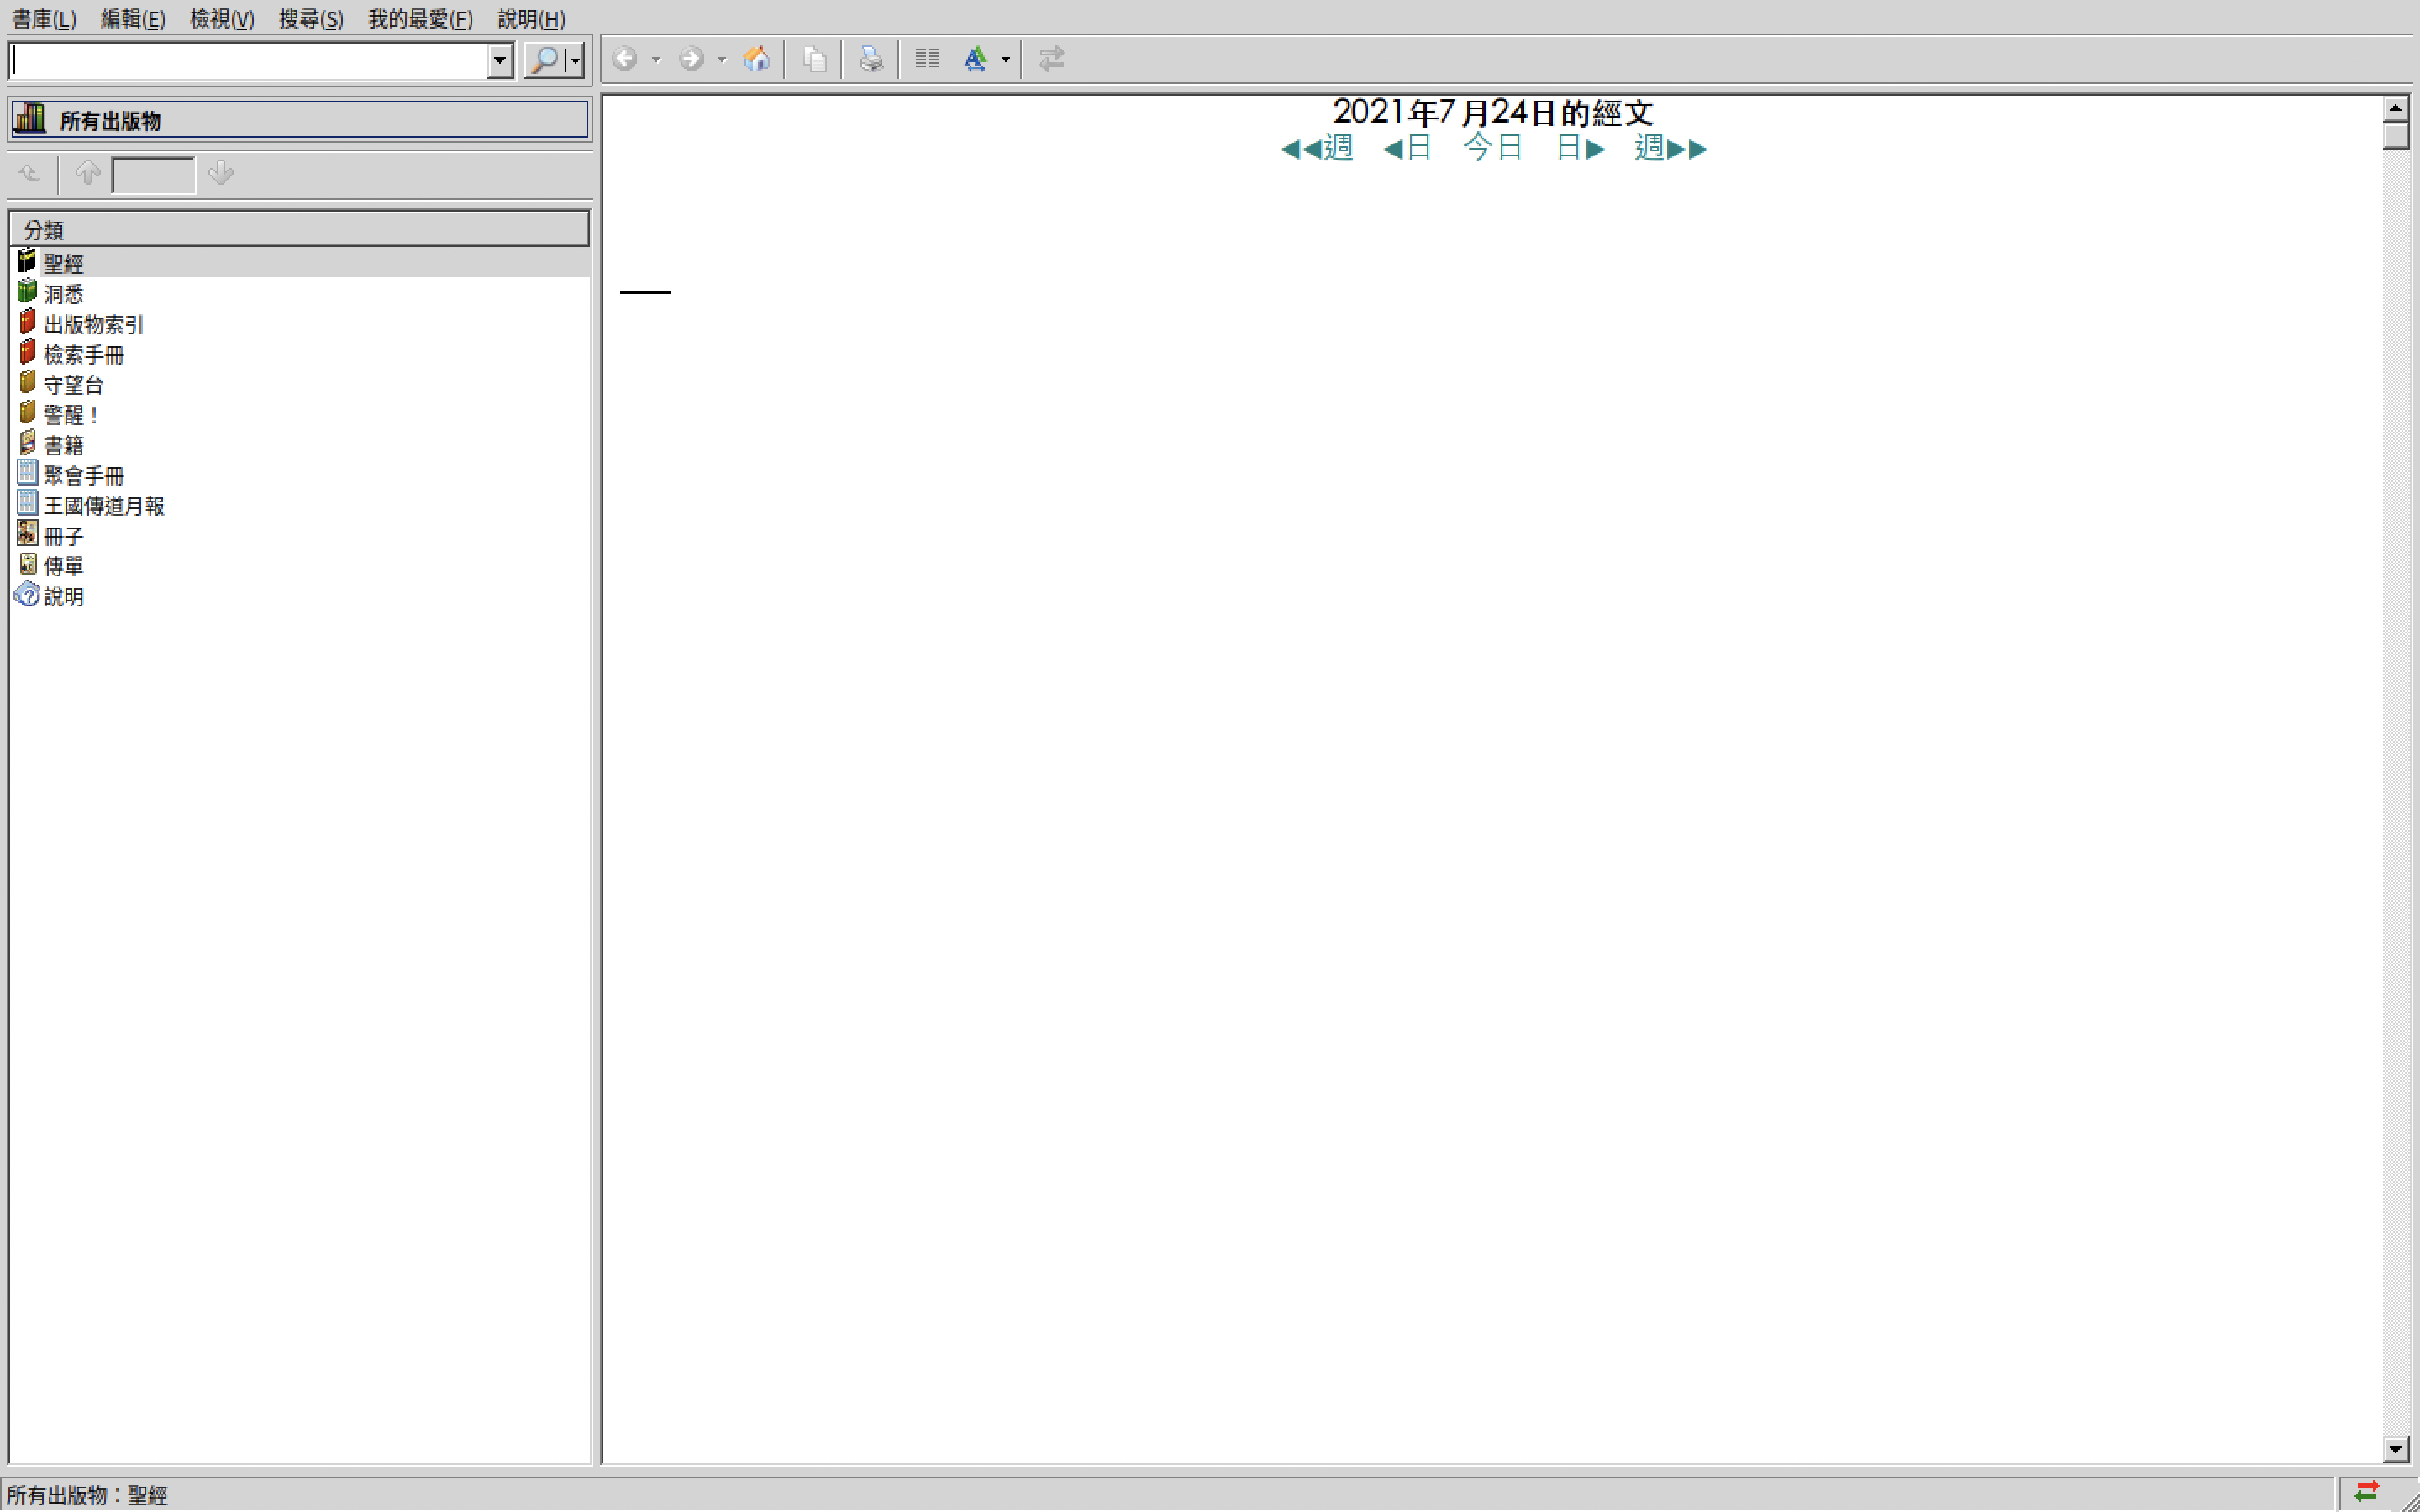 書庫(L) 編輯(E) 檢視(V) 搜尋(S) 我的最愛(F) 說明(H)
所有出版物
分類
聖經
洞悉
出版物索引
檢索手冊
守望台
警醒！
書籍
聚會手冊
王國傳道月報
冊子
傳單
說明
2021年7月24日的經文
◀◀週 ◀日 今日 日▶ 週▶▶
所有出版物：聖經